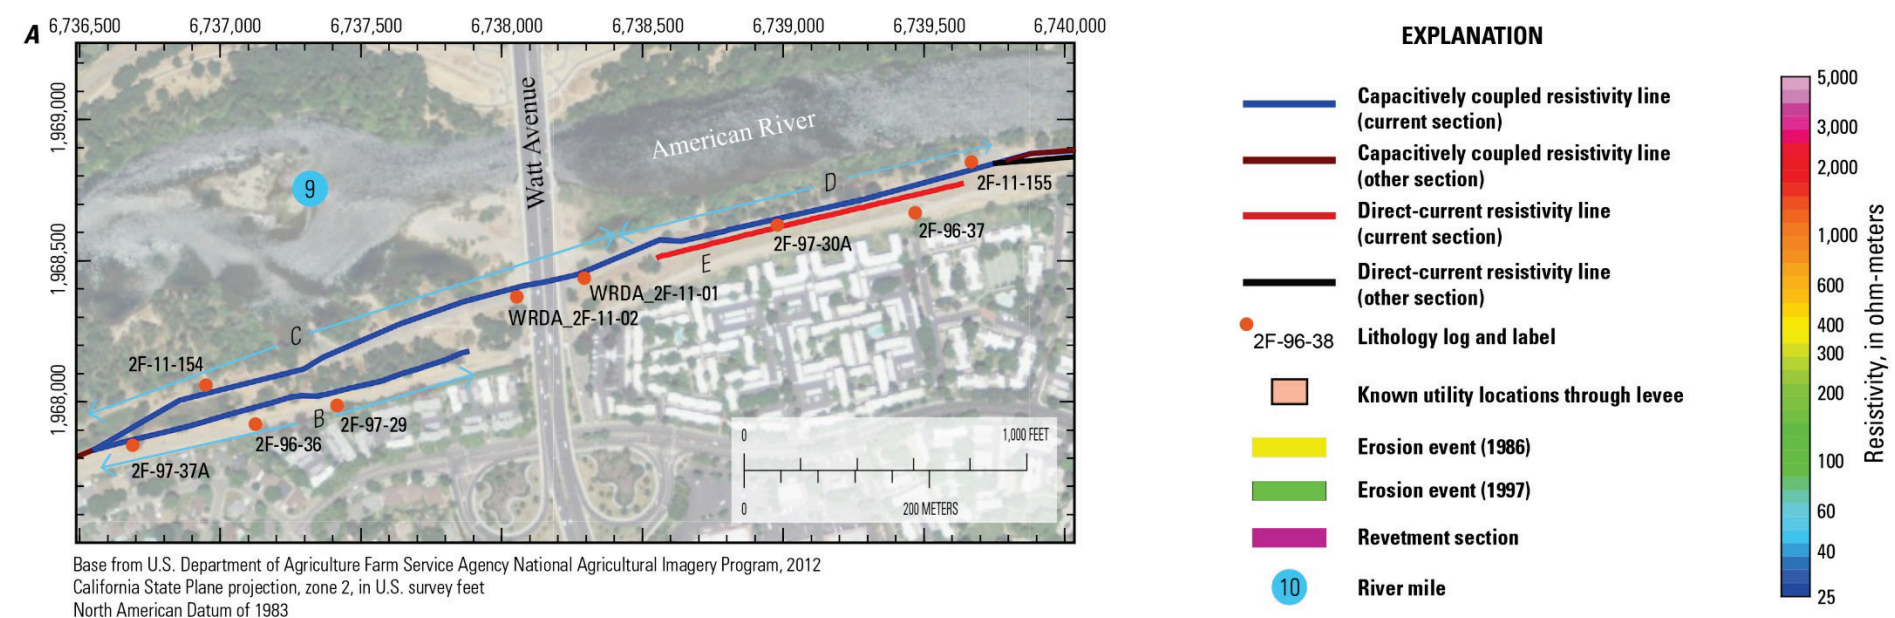 A
6,736,500 6,737,000 6,737,500 6,738,000 6,738,500 6,739,000 6,739,500 6,740,000
1,969,000
1,968,500
1,968,000
Watt Avenue
American River
9
D
2F-11-155
2F-96-37
2F-97-30A
E
WRDA_2F-11-01
WRDA_2F-11-02
C
2F-11-154
B
2F-97-29
2F-96-36
2F-97-37A
0 1,000 FEET
0 200 METERS
Base from U.S. Department of Agriculture Farm Service Agency National Agricultural Imagery Program, 2012
California State Plane projection, zone 2, in U.S. survey feet
North American Datum of 1983
EXPLANATION
Capacitively coupled resistivity line
(current section)
Capacitively coupled resistivity line
(other section)
Direct-current resistivity line
(current section)
Direct-current resistivity line
(other section)
2F-96-38 Lithology log and label
Known utility locations through levee
Erosion event (1986)
Erosion event (1997)
Revetment section
10 River mile
5,000
3,000
2,000
1,000
600
400
300
200
100
60
40
25
Resistivity, in ohm-meters